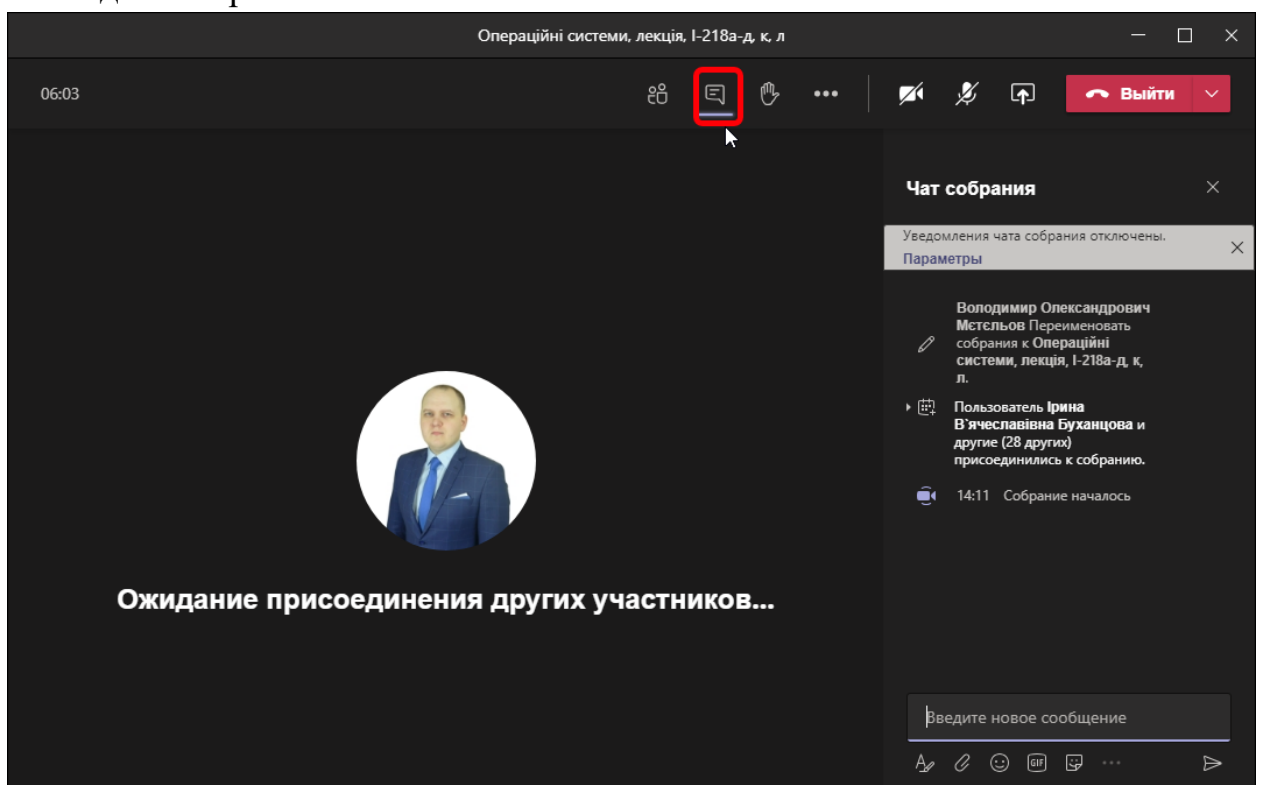 Операційні системи, лекція, І-218а-д, к, л
06:03
Выйти
Чат собрания
Уведомления чата собрания отключены.
Параметры
Володимир Олександрович
Мєтєльов Переименовать
собрания к Операційні
системи, лекція, І-218а-д, к,
л.
Пользователь Ірина
В`ячеславівна Буханцова и
другие (28 других)
присоединились к собранию.
14:11 Собрание началось
Ожидание присоединения других участников...
Введите новое сообщение
GIF